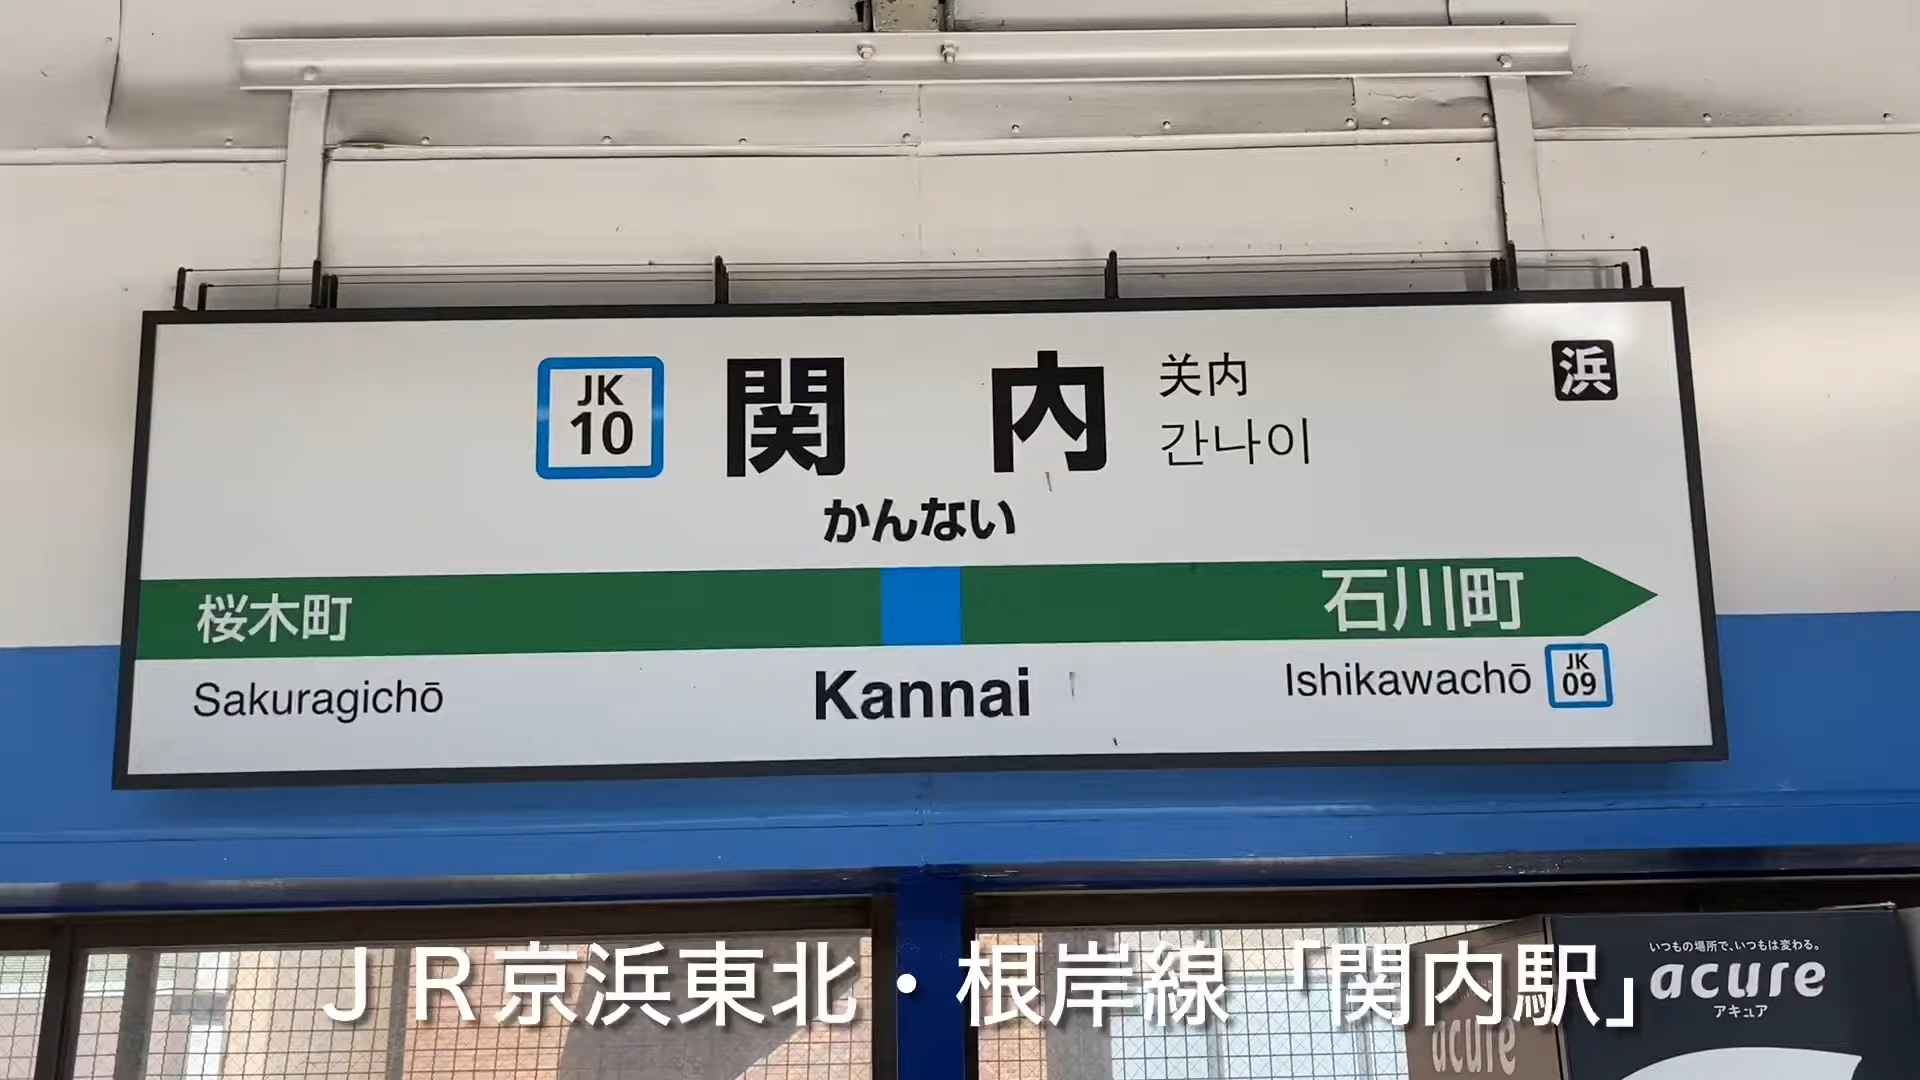 JK
10
関内
关内
간나이
浜
かんない
桜木町
石川町
Sakuragichō
Kannai
Ishikawachō
JK
09
いつもの場所で、いつもは変わる。
acure
アキュア
acure
ＪＲ京浜東北・根岸線「関内駅」